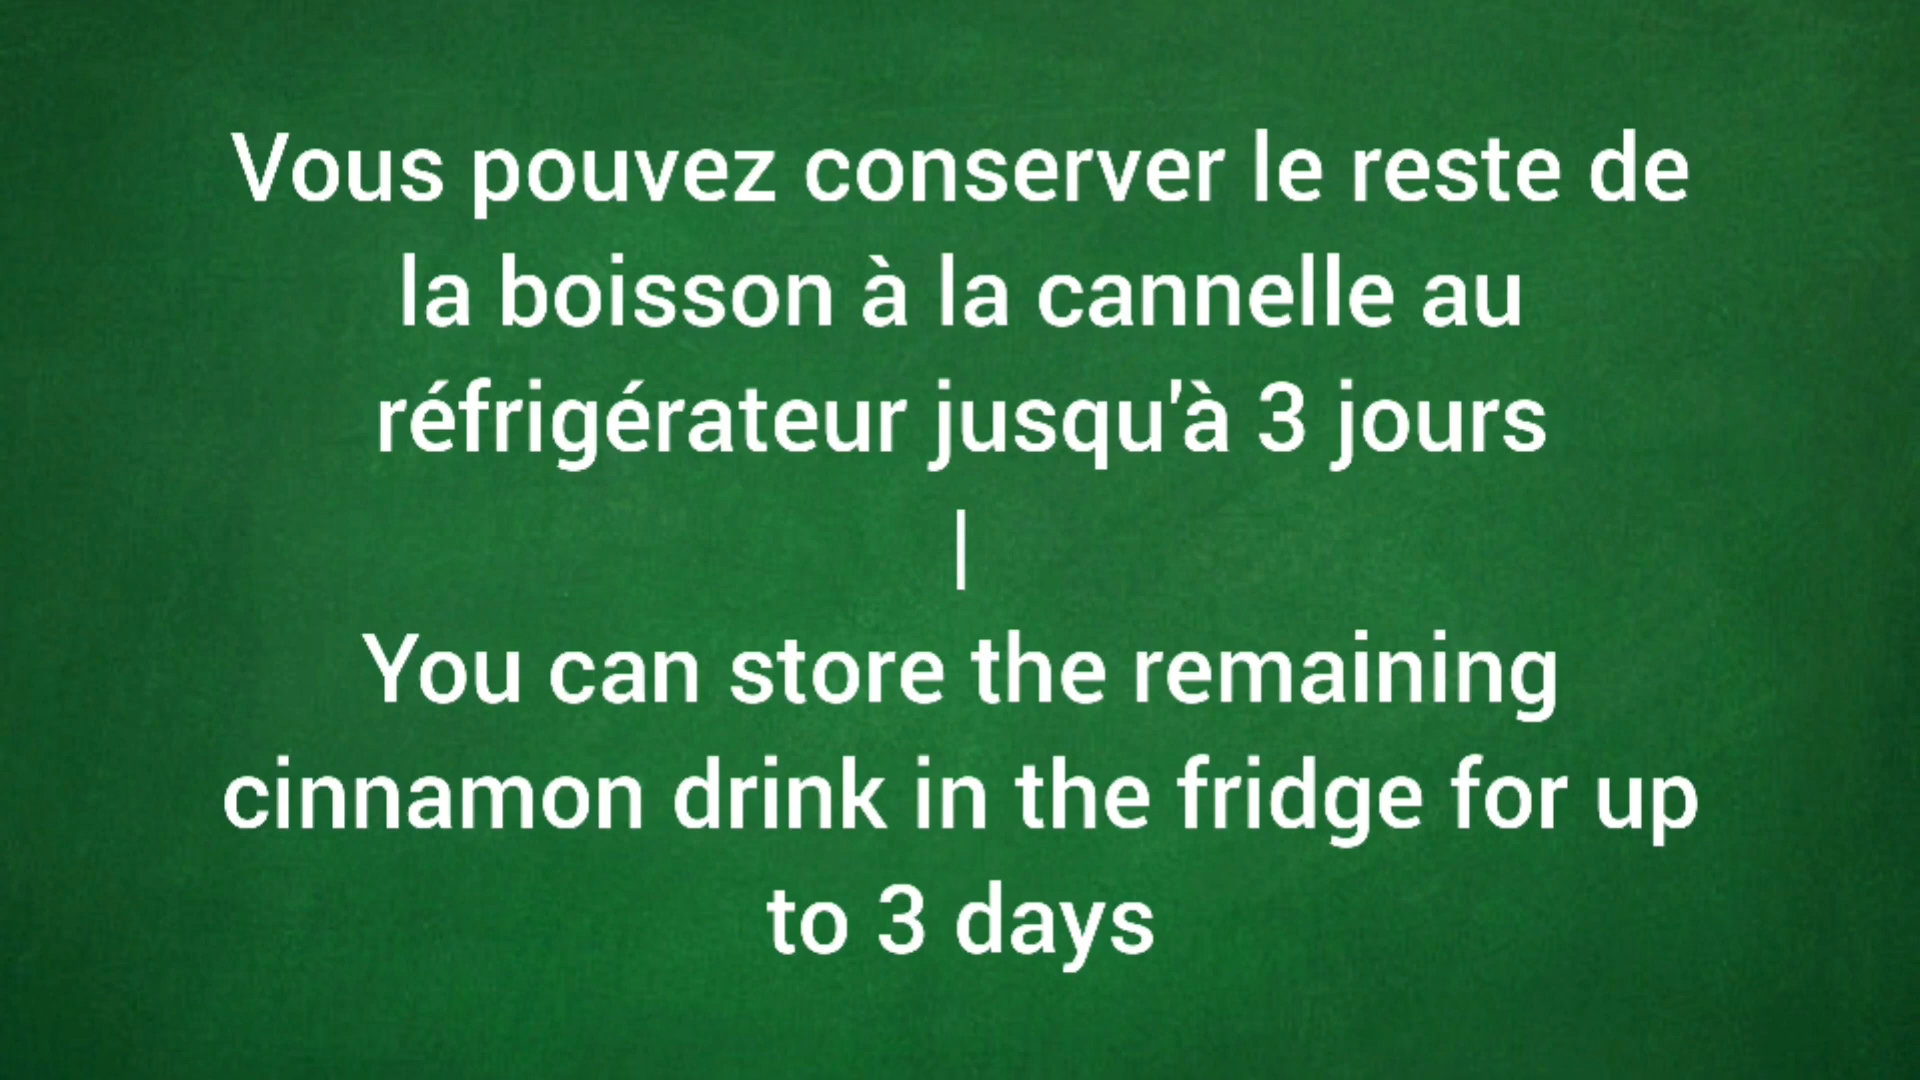 Vous pouvez conserver le reste de
la boisson à la cannelle au
réfrigérateur jusqu'à 3 jours
|
You can store the remaining
cinnamon drink in the fridge for up
to 3 days